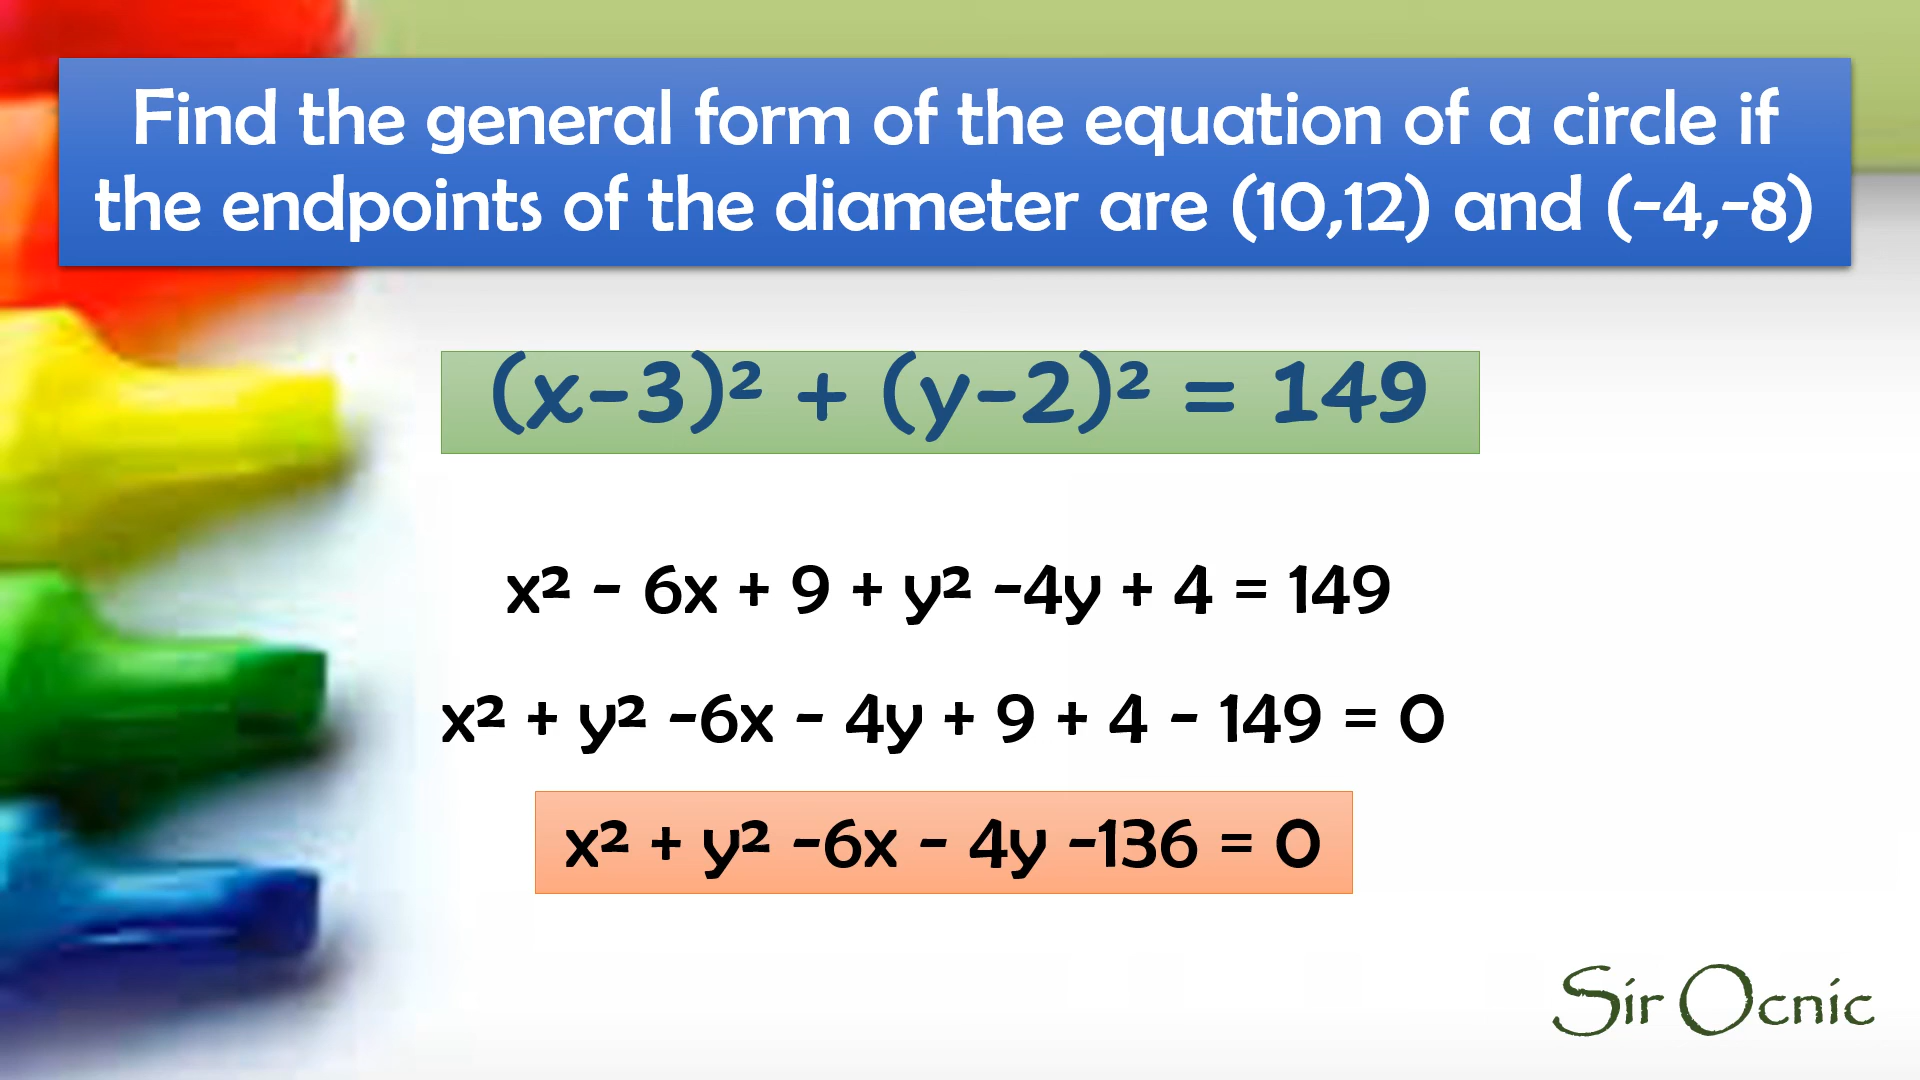 Find the general form of the equation of a circle if
the endpoints of the diameter are (10,12) and (-4,-8)
(x-3)² + (y-2)² = 149
x² - 6x + 9 + y² -4y + 4 = 149
x² + y² -6x - 4y + 9 + 4 - 149 = 0
x² + y² -6x - 4y -136 = 0
Sir Ocnic